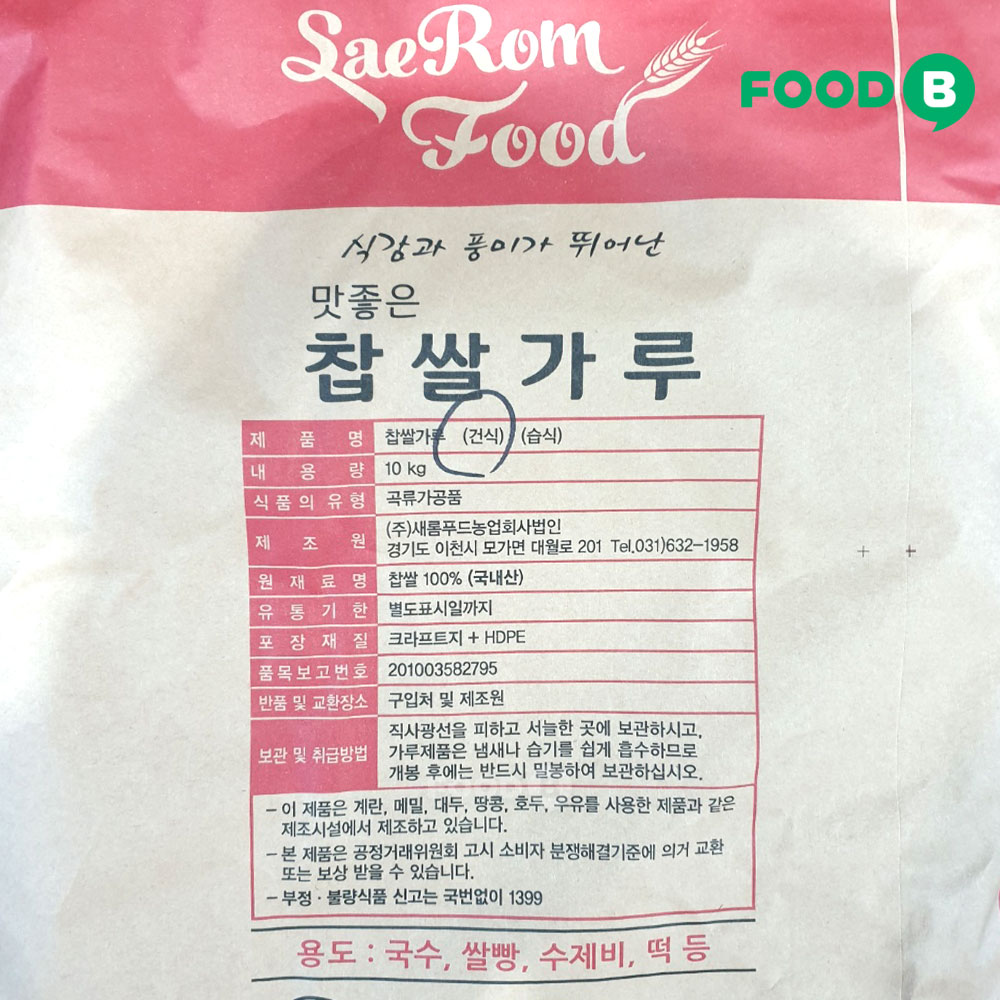 SaeRom
Food
FOOD B
식감과 풍미가 뛰어난
맛좋은
찹쌀가루
제 품 명 찹쌀가루 (건식) (습식)
내 용 량 10 kg
식품의 유형 곡류가공품
제 조 원 (주)새롬푸드농업회사법인
경기도 이천시 모가면 대월로 201 Tel.031)632-1958
원 재 료 명 찹쌀 100% (국내산)
유 통 기 한 별도표시일까지
포 장 재 질 크라프트지 + HDPE
품목보고번호 201003582795
반품 및 교환장소 구입처 및 제조원
보관 및 취급방법 직사광선을 피하고 서늘한 곳에 보관하시고,
가루제품은 냄새나 습기를 쉽게 흡수하므로
개봉 후에는 반드시 밀봉하여 보관하십시오.
- 이 제품은 계란, 메밀, 대두, 땅콩, 호두, 우유를 사용한 제품과 같은
제조시설에서 제조하고 있습니다.
- 본 제품은 공정거래위원회 고시 소비자 분쟁해결기준에 의거 교환
또는 보상 받을 수 있습니다.
- 부정 · 불량식품 신고는 국번없이 1399
용도 : 국수, 쌀빵, 수제비, 떡 등